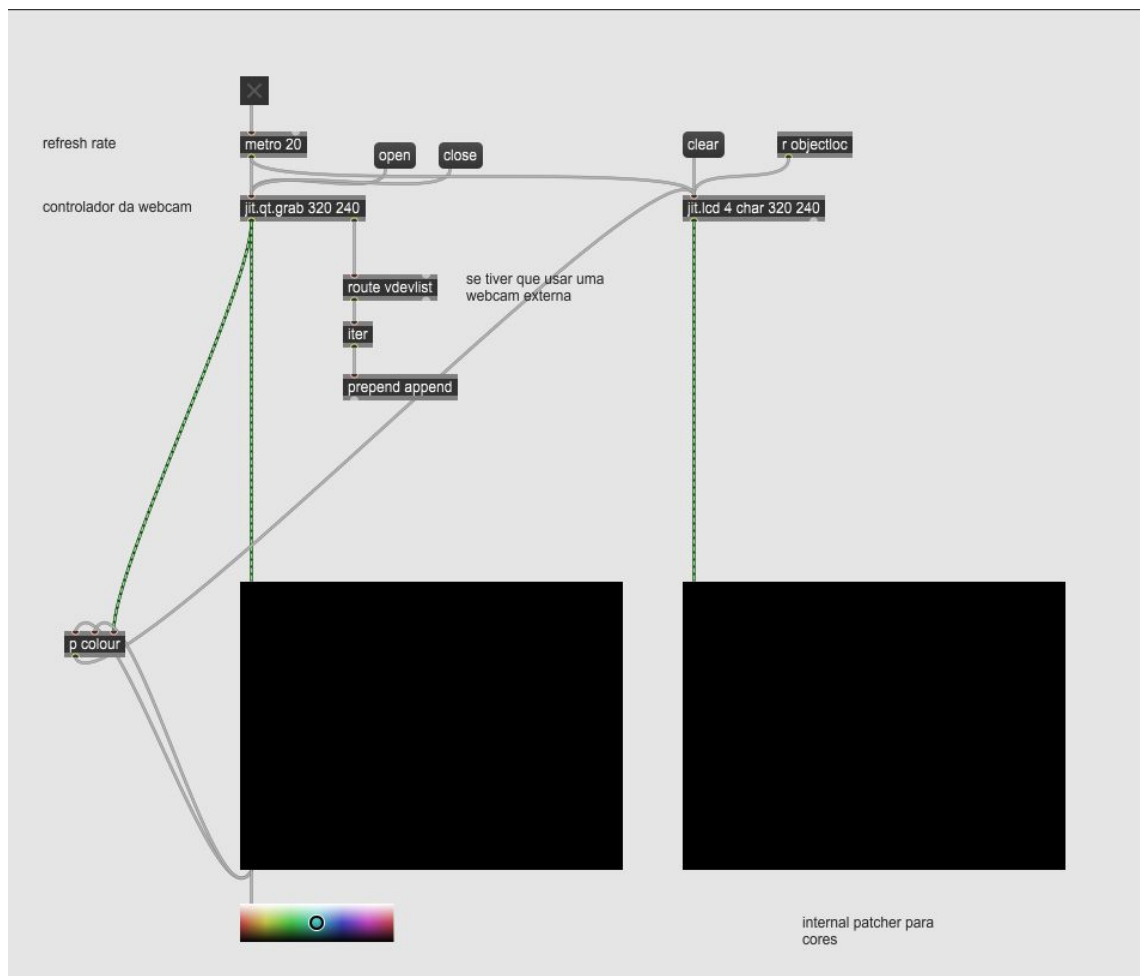 refresh rate
metro 20
open
close
clear
r objectloc
controlador da webcam
jit.qt.grab 320 240
jit.lcd 4 char 320 240
route vdevlist
se tiver que usar uma
webcam externa
iter
prepend append
p colour
internal patcher para
cores